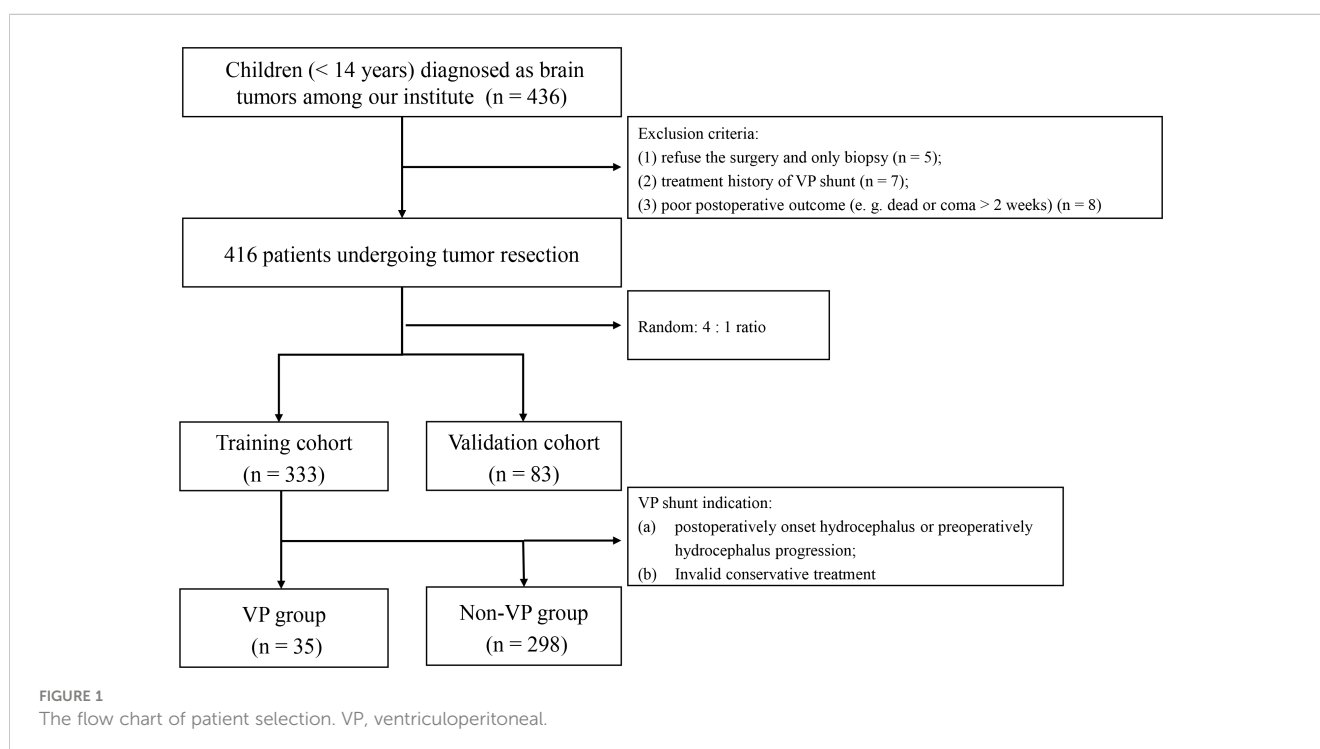 Children (< 14 years) diagnosed as brain
tumors among our institute (n = 436)
Exclusion criteria:
(1) refuse the surgery and only biopsy (n = 5);
(2) treatment history of VP shunt (n = 7);
(3) poor postoperative outcome (e. g. dead or coma > 2 weeks) (n = 8)
416 patients undergoing tumor resection
Random: 4 : 1 ratio
Training cohort
(n = 333)
Validation cohort
(n = 83)
VP shunt indication:
(a) postoperatively onset hydrocephalus or preoperatively
hydrocephalus progression;
(b) Invalid conservative treatment
VP group
(n = 35)
Non-VP group
(n = 298)
FIGURE 1
The flow chart of patient selection. VP, ventriculoperitoneal.